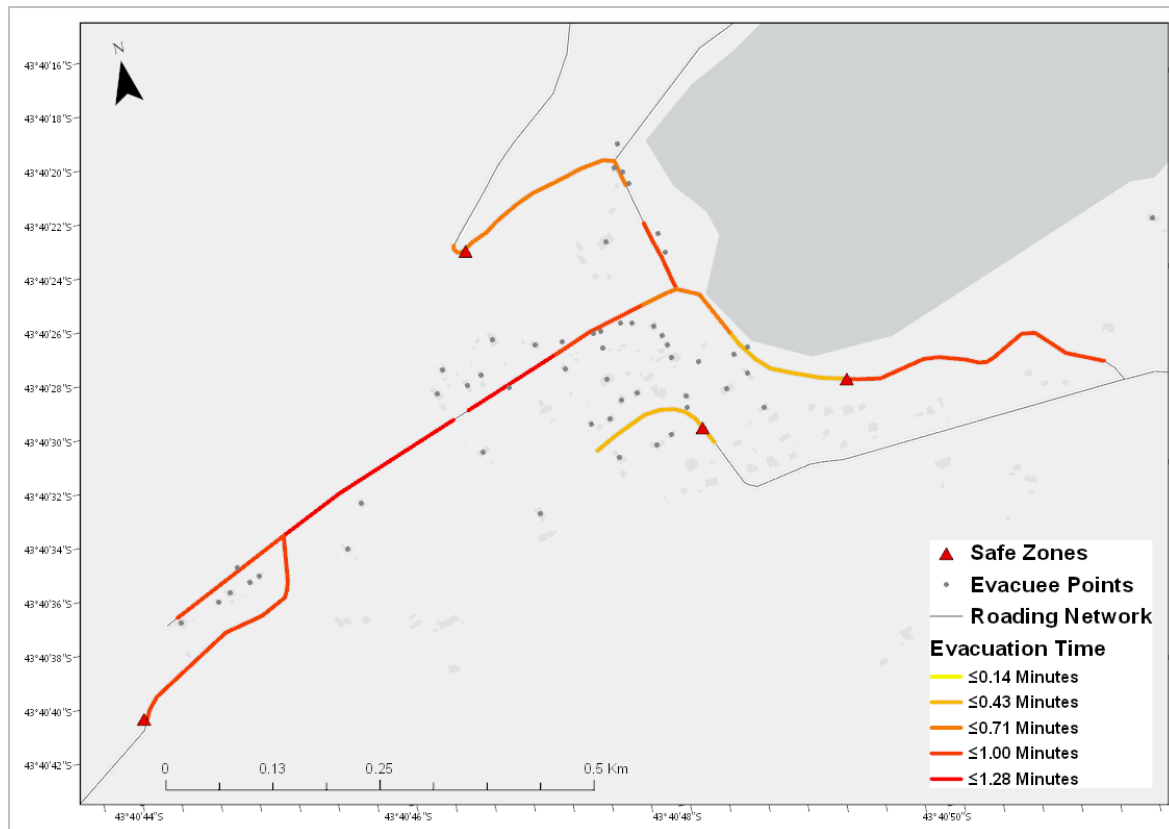 N
43°40'16"S
43°40'18"S
43°40'20"S
43°40'22"S
43°40'24"S
43°40'26"S
43°40'28"S
43°40'30"S
43°40'32"S
43°40'34"S
43°40'36"S
43°40'38"S
43°40'40"S
43°40'42"S
Safe Zones
Evacuee Points
Roading Network
Evacuation Time
≤0.14 Minutes
≤0.43 Minutes
≤0.71 Minutes
≤1.00 Minutes
≤1.28 Minutes
0 0.13 0.25 0.5 Km
43°40'44"S 43°40'46"S 43°40'48"S 43°40'50"S